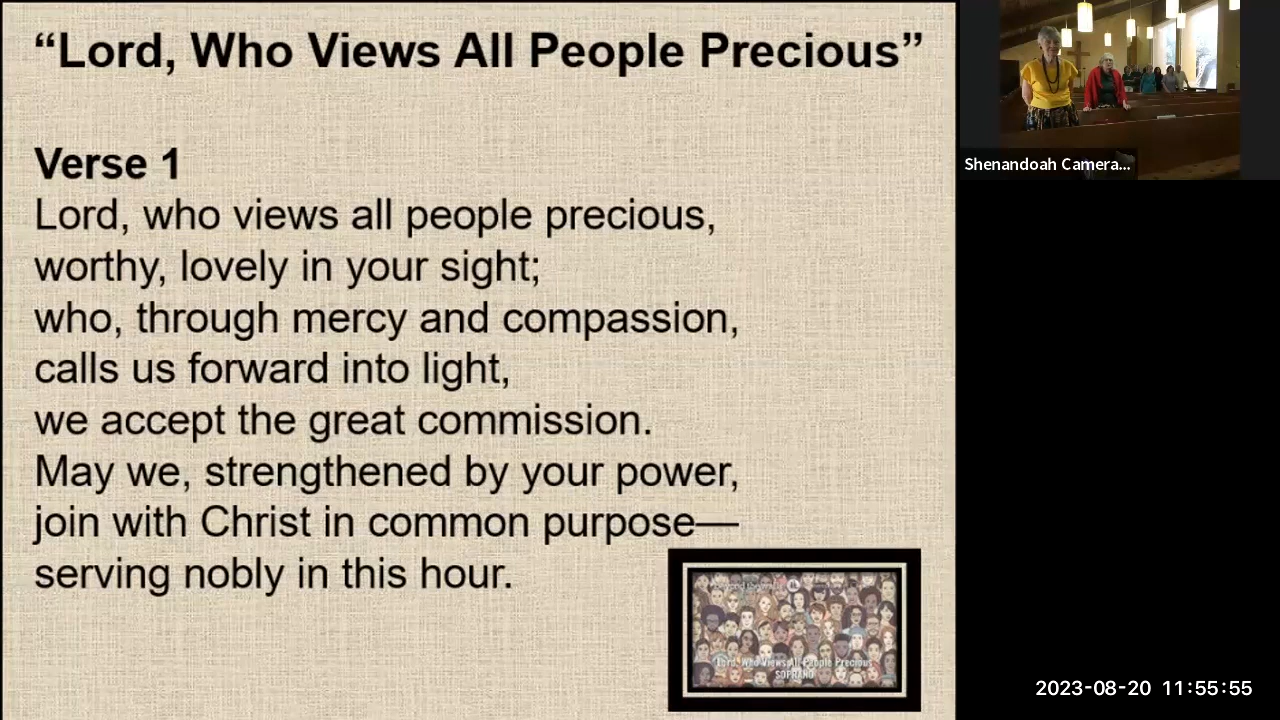 “Lord, Who Views All People Precious”
Verse 1
Lord, who views all people precious,
worthy, lovely in your sight;
who, through mercy and compassion,
calls us forward into light,
we accept the great commission.
May we, strengthened by your power,
join with Christ in common purpose—
serving nobly in this hour.
Lord, Who Views All People Precious
SOPRANO
Shenandoah Camera...
2023-08-20 11:55:55